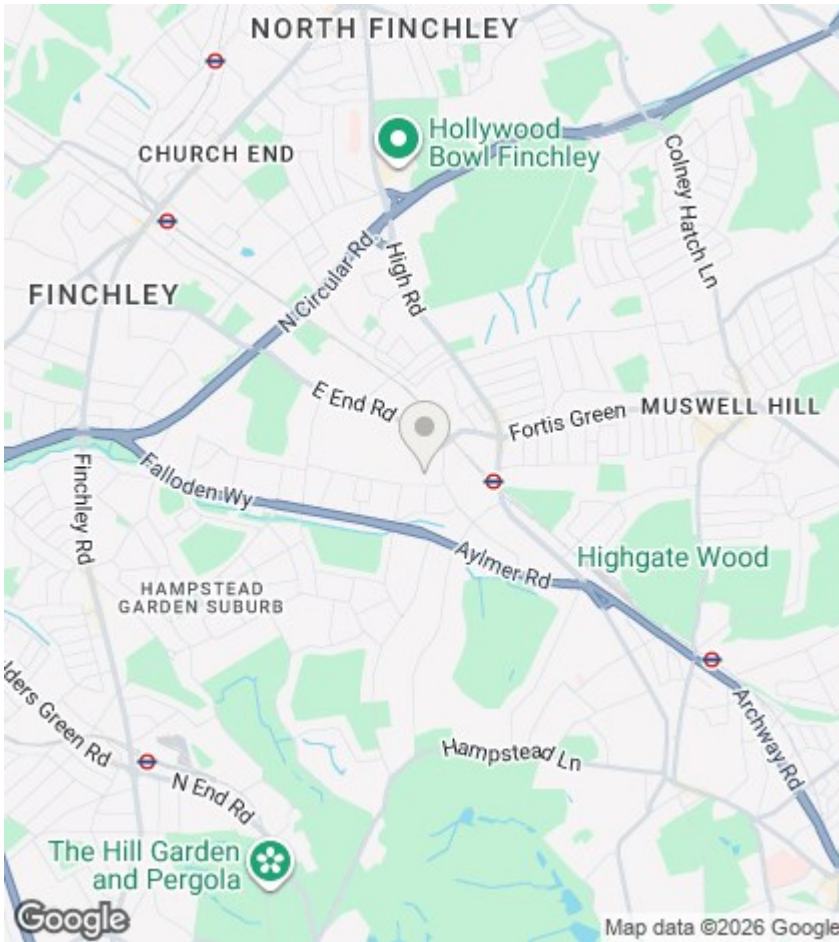 NORTH FINCHLEY
Hollywood
Bowl Finchley
CHURCH END
Colney Hatch Ln
N Circular Rd
High Rd
FINCHLEY
E End Rd
Fortis Green
MUSWELL HILL
Finchley Rd
Falloden Wy
Aylmer Rd
Highgate Wood
HAMPSTEAD
GARDEN SUBURB
lders Green Rd
Archway Rd
Hampstead Ln
N End Rd
The Hill Garden
and Pergola
Google
Map data ©2026 Google